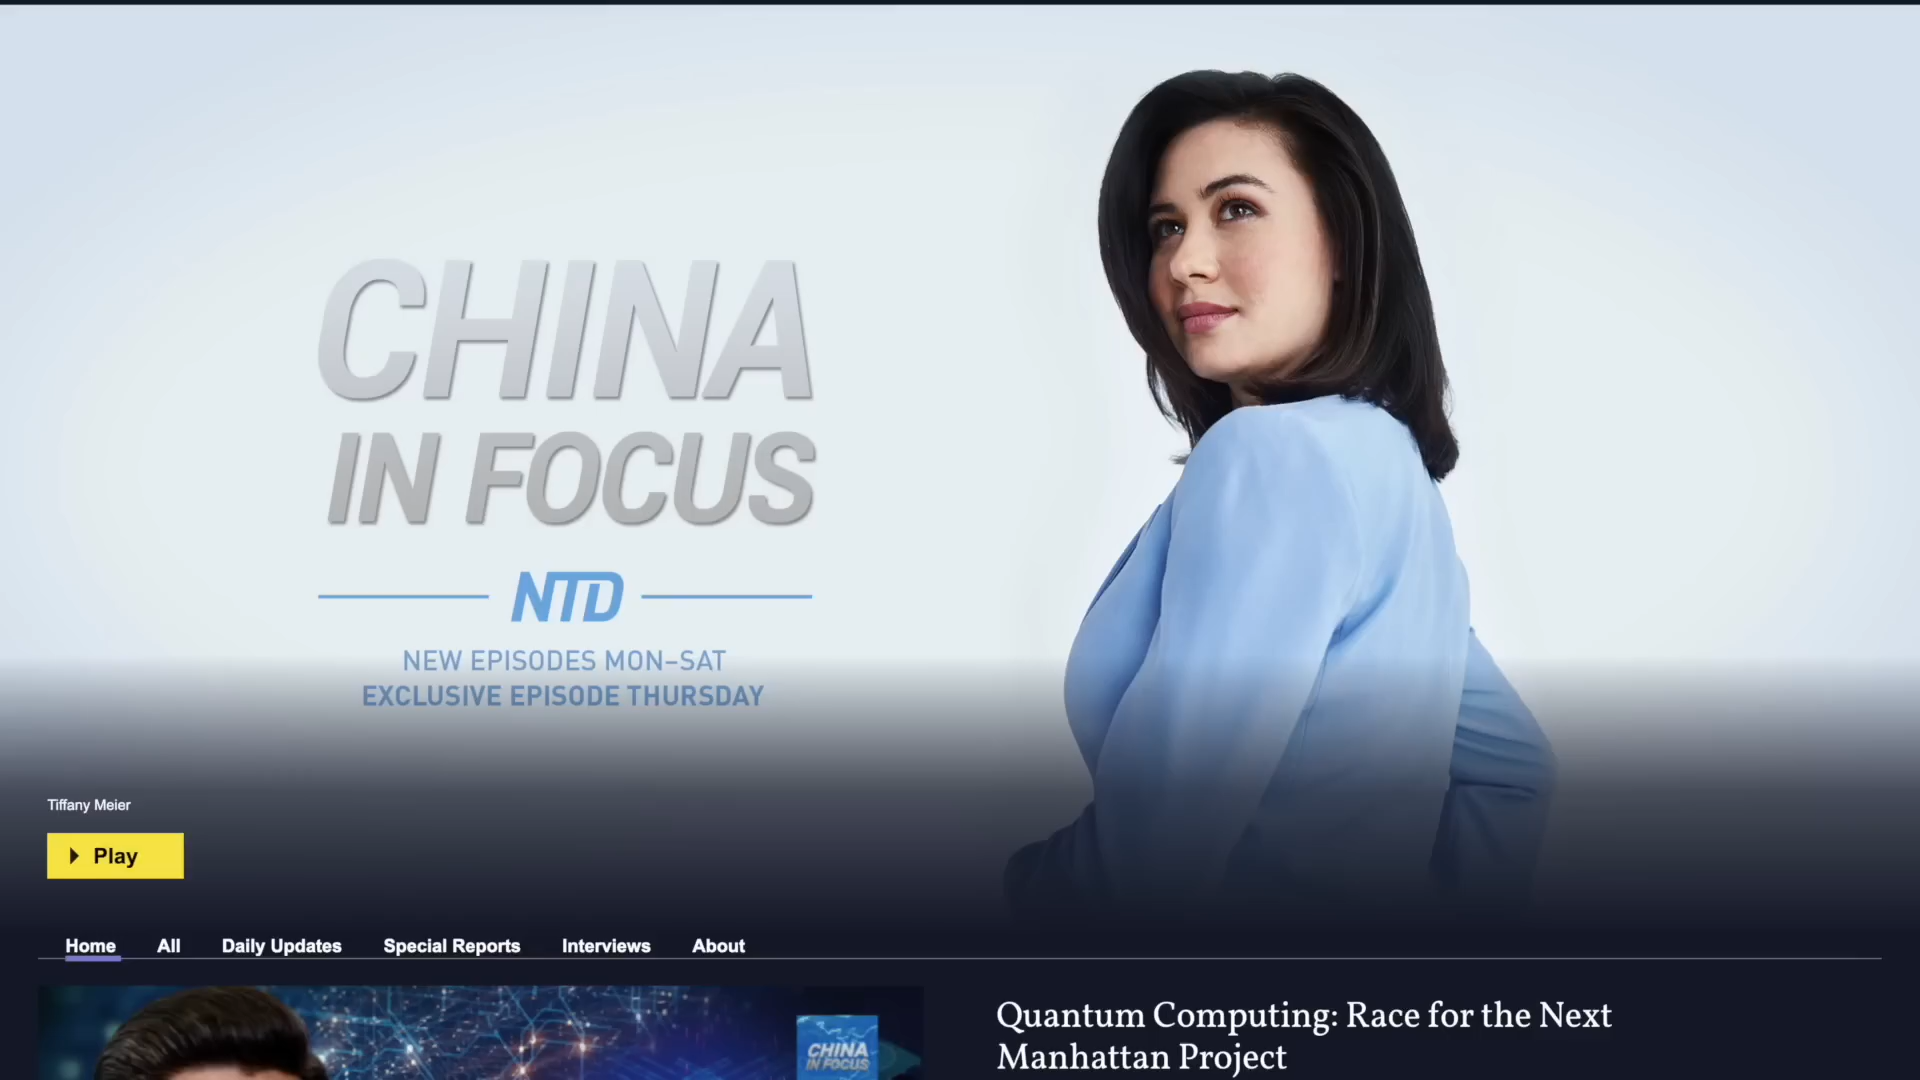 CHINA
IN FOCUS
NTD
NEW EPISODES MON–SAT
EXCLUSIVE EPISODE THURSDAY
Tiffany Meier
Play
Home All Daily Updates Special Reports Interviews About
CHINA
IN FOCUS
Quantum Computing: Race for the Next
Manhattan Project